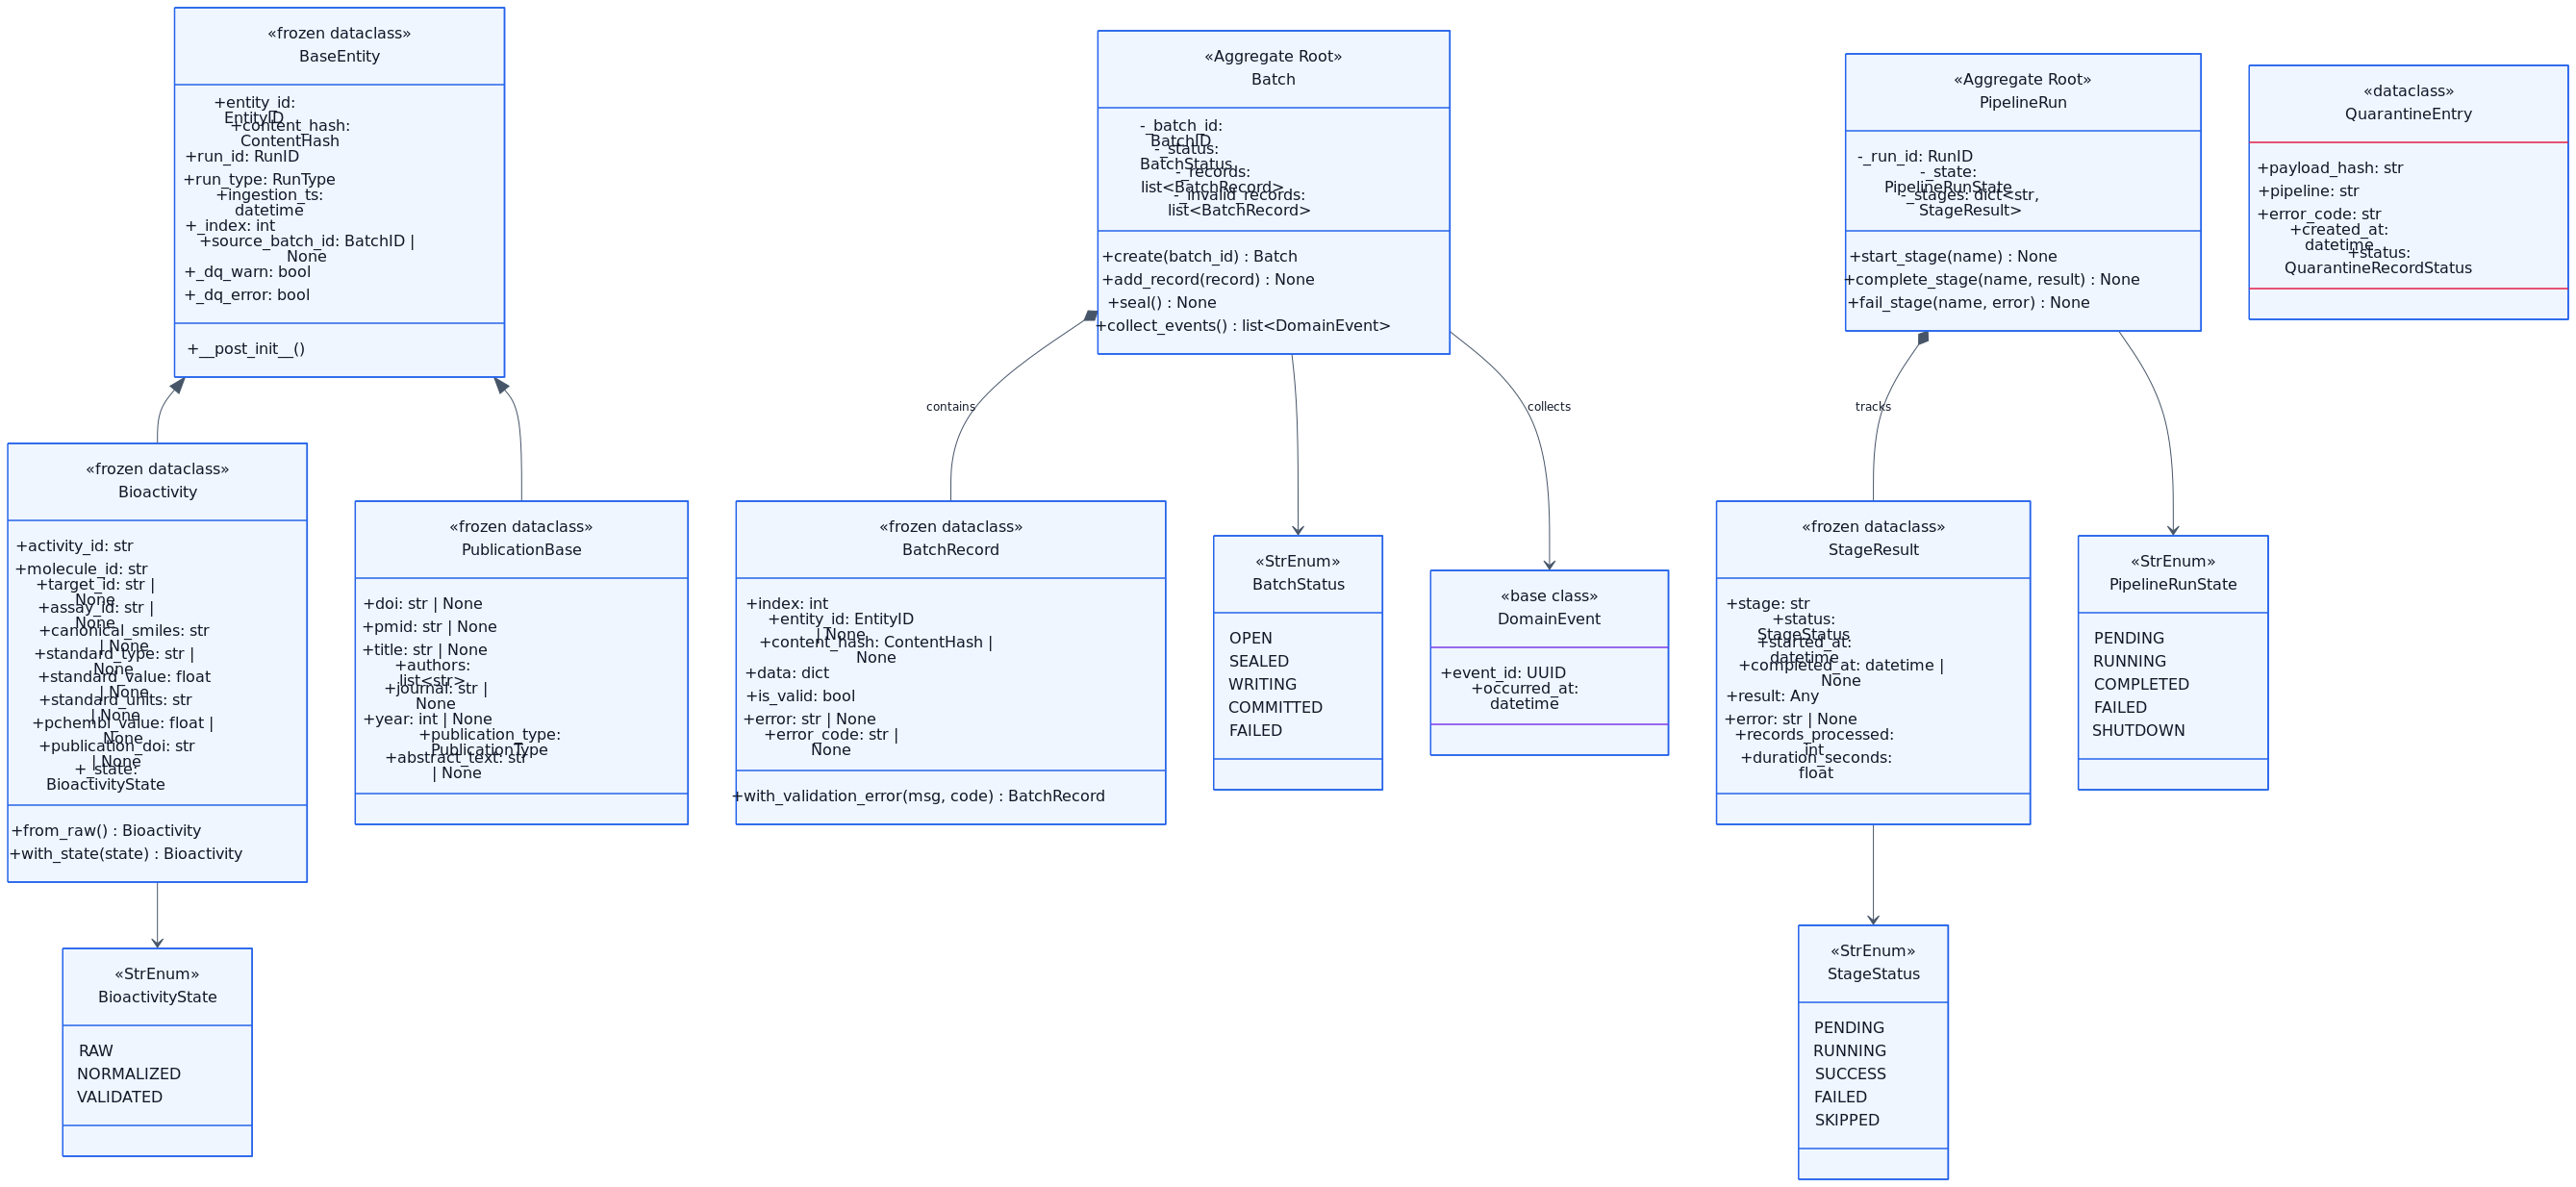 «frozen dataclass»
BaseEntity
+entity_id:
EntityID
+content_hash:
ContentHash
+run_id: RunID
+run_type: RunType
+ingestion_ts:
datetime
+_index: int
+source_batch_id: BatchID |
None
+_dq_warn: bool
+_dq_error: bool
+__post_init__()
«Aggregate Root»
Batch
-_batch_id:
BatchID
-_status:
BatchStatus
-_records:
list<BatchRecord>
-_invalid_records:
list<BatchRecord>
+create(batch_id) : Batch
+add_record(record) : None
+seal() : None
+collect_events() : list<DomainEvent>
«Aggregate Root»
PipelineRun
-_run_id: RunID
-_state:
PipelineRunState
-_stages: dict<str,
StageResult>
+start_stage(name) : None
+complete_stage(name, result) : None
+fail_stage(name, error) : None
«dataclass»
QuarantineEntry
+payload_hash: str
+pipeline: str
+error_code: str
+created_at:
datetime
+status:
QuarantineRecordStatus
contains
collects
tracks
«frozen dataclass»
Bioactivity
+activity_id: str
+molecule_id: str
+target_id: str |
None
+assay_id: str |
None
+canonical_smiles: str
| None
+standard_type: str |
None
+standard_value: float
| None
+standard_units: str
| None
+pchembl_value: float |
None
+publication_doi: str
| None
+_state:
BioactivityState
+from_raw() : Bioactivity
+with_state(state) : Bioactivity
«frozen dataclass»
PublicationBase
+doi: str | None
+pmid: str | None
+title: str | None
+authors:
list<str>
+journal: str |
None
+year: int | None
+publication_type:
PublicationType
+abstract_text: str
| None
«frozen dataclass»
BatchRecord
+index: int
+entity_id: EntityID
| None
+content_hash: ContentHash |
None
+data: dict
+is_valid: bool
+error: str | None
+error_code: str |
None
+with_validation_error(msg, code) : BatchRecord
«StrEnum»
BatchStatus
OPEN
SEALED
WRITING
COMMITTED
FAILED
«base class»
DomainEvent
+event_id: UUID
+occurred_at:
datetime
«frozen dataclass»
StageResult
+stage: str
+status:
StageStatus
+started_at:
datetime
+completed_at: datetime |
None
+result: Any
+error: str | None
+records_processed:
int
+duration_seconds:
float
«StrEnum»
PipelineRunState
PENDING
RUNNING
COMPLETED
FAILED
SHUTDOWN
«StrEnum»
BioactivityState
RAW
NORMALIZED
VALIDATED
«StrEnum»
StageStatus
PENDING
RUNNING
SUCCESS
FAILED
SKIPPED